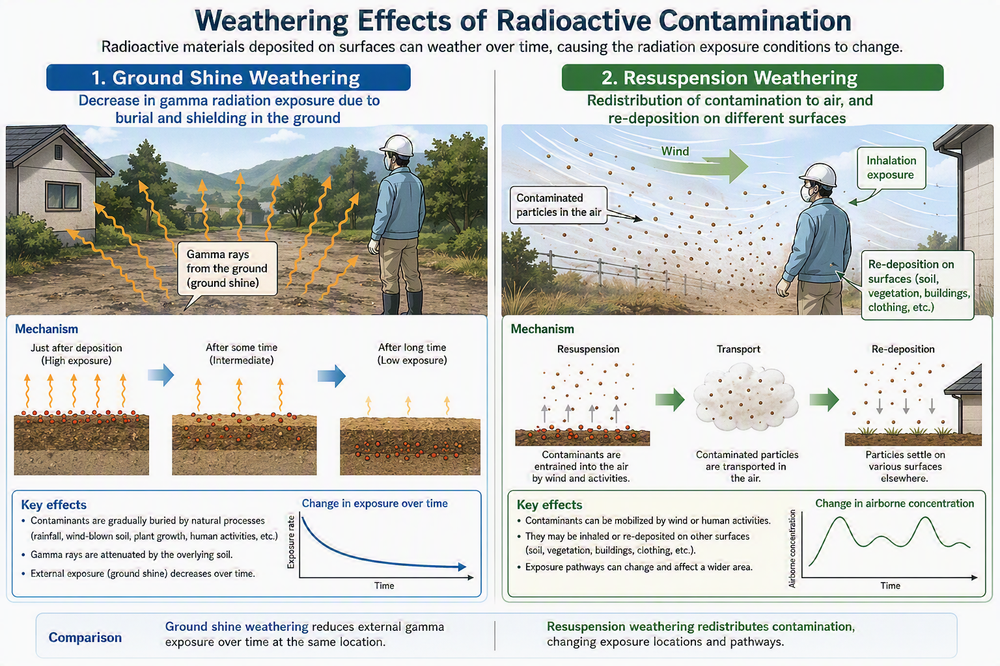 Weathering Effects of Radioactive Contamination
Radioactive materials deposited on surfaces can weather over time, causing the radiation exposure conditions to change.
1. Ground Shine Weathering
Decrease in gamma radiation exposure due to
burial and shielding in the ground
Gamma rays
from the ground
(ground shine)
Mechanism
Just after deposition
(High exposure)
After some time
(Intermediate)
After long time
(Low exposure)
Key effects
• Contaminants are gradually buried by natural processes
(rainfall, wind-blown soil, plant growth, human activities, etc.)
• Gamma rays are attenuated by the overlying soil.
• External exposure (ground shine) decreases over time.
Change in exposure over time
Exposure rate
Time
2. Resuspension Weathering
Redistribution of contamination to air, and
re-deposition on different surfaces
Wind
Inhalation
exposure
Contaminated
particles in the air
Re-deposition on
surfaces (soil,
vegetation, buildings,
clothing, etc.)
Mechanism
Resuspension
Transport
Re-deposition
Contaminants are
entrained into the air
by wind and activities.
Contaminated particles
are transported in
the air.
Particles settle on
various surfaces
elsewhere.
Key effects
• Contaminants can be mobilized by wind or human activities.
• They may be inhaled or re-deposited on other surfaces
(soil, vegetation, buildings, clothing, etc.).
• Exposure pathways can change and affect a wider area.
Change in airborne concentration
Airborne concentration
Time
Comparison
Ground shine weathering reduces external gamma
exposure over time at the same location.
Resuspension weathering redistributes contamination,
changing exposure locations and pathways.